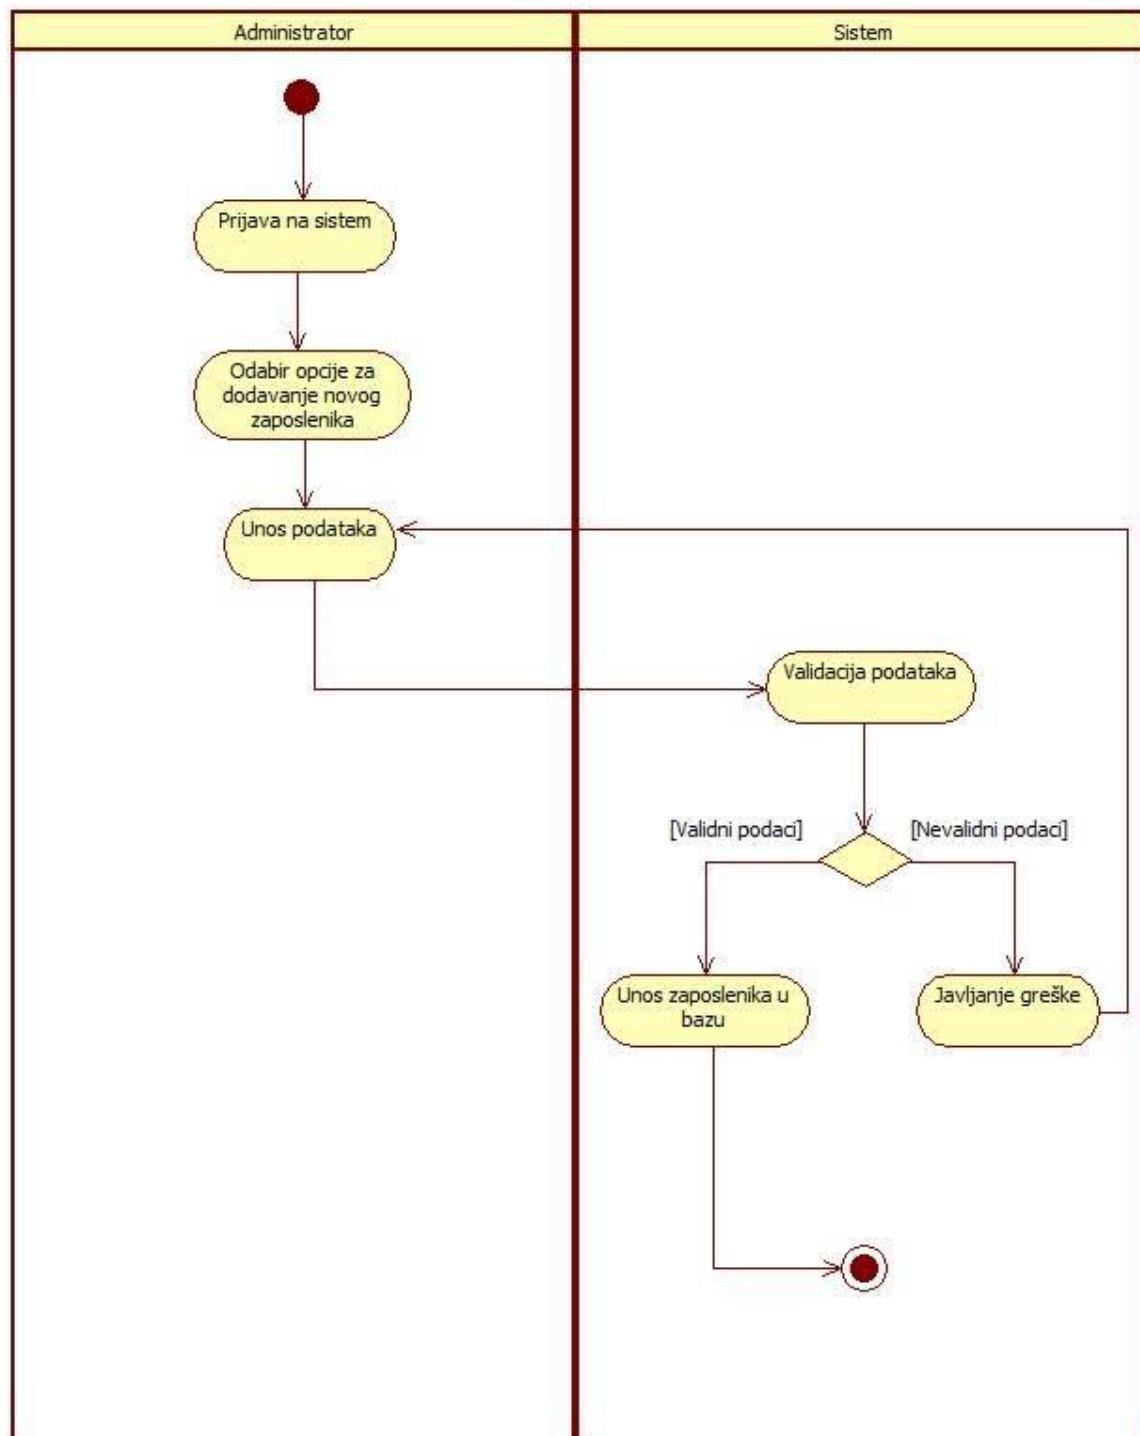 Administrator
Sistem
Prijava na sistem
Odabir opcije za
dodavanje novog
zaposlenika
Unos podataka
Validacija podataka
[Validni podaci]
[Nevalidni podaci]
Unos zaposlenika u
bazu
Javljanje greške